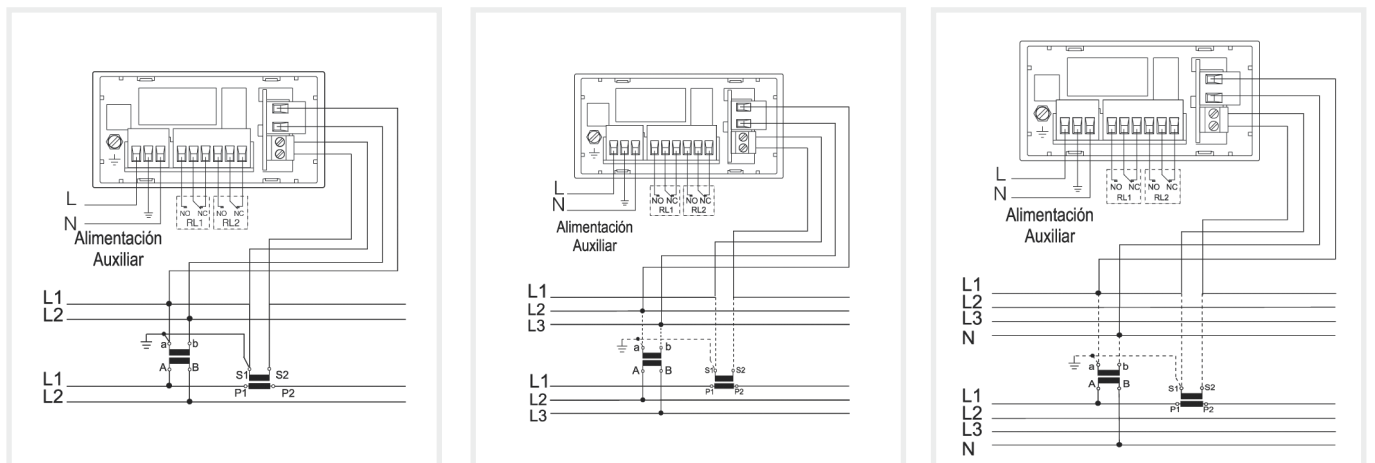 NO NC NO NC
RL1 RL2
L
N
Alimentación
Auxiliar
L1
L2
a b
A B
S1 S2
P1 P2
L1
L2
NO NC NO NC
RL1 RL2
L
N
Alimentación
Auxiliar
L1
L2
L3
a b
A B
S1 S2
P1 P2
L1
L2
L3
NO NC NO NC
RL1 RL2
L
N
Alimentación
Auxiliar
L1
L2
L3
N
a b
A B
S1 S2
P1 P2
L1
L2
L3
N